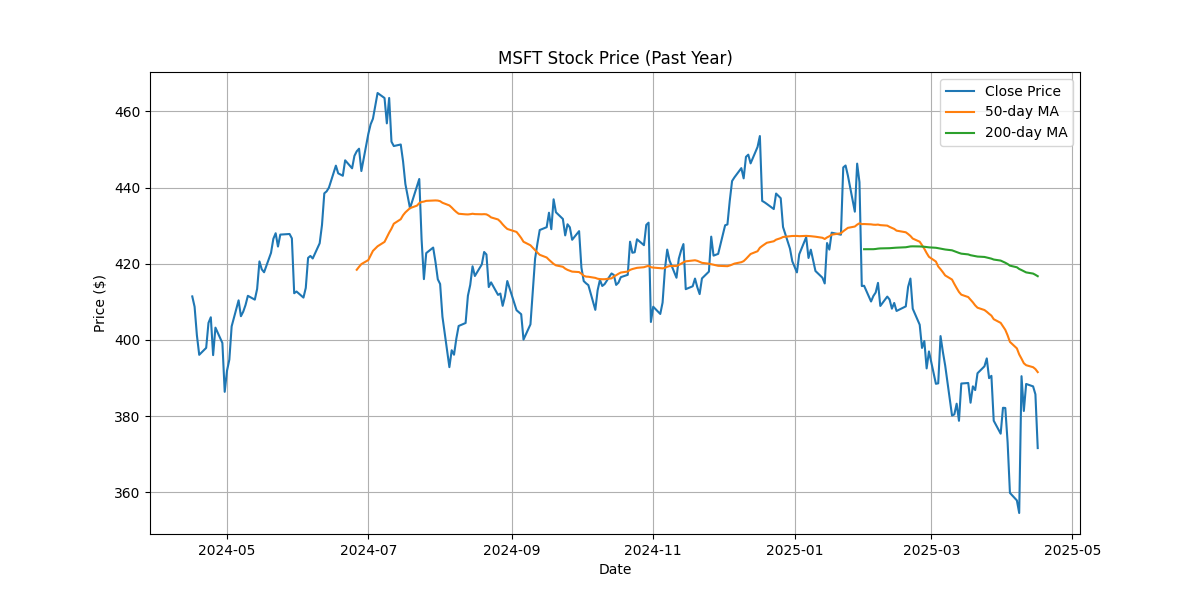 MSFT Stock Price (Past Year)
Close Price
50-day MA
200-day MA
Price ($)
460
440
420
400
380
360
2024-05
2024-07
2024-09
2024-11
2025-01
2025-03
2025-05
Date